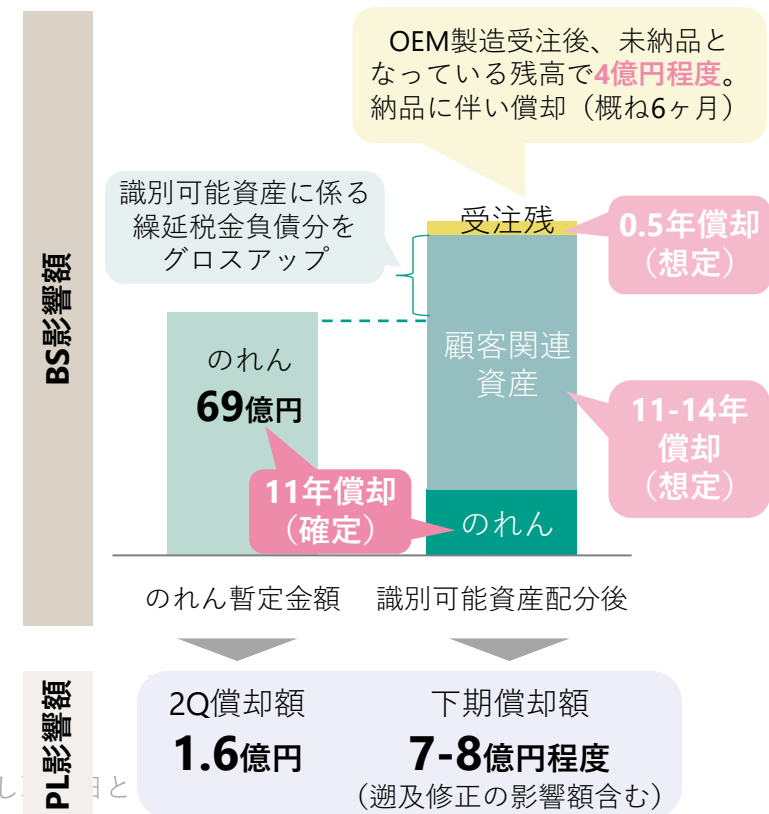 OEM製造受注後、未納品と
なっている残高で4億円程度。
納品に伴い償却（概ね6ヶ月）
識別可能資産に係る
繰延税金負債分を
グロスアップ
受注残
0.5年償却
（想定）
BS影響額
のれん
69億円
顧客関連
資産
11-14年
償却
（想定）
11年償却
（確定）
のれん
のれん暫定金額
識別可能資産配分後
PL影響額
2Q償却額
1.6億円
下期償却額
7-8億円程度
（遡及修正の影響額含む）